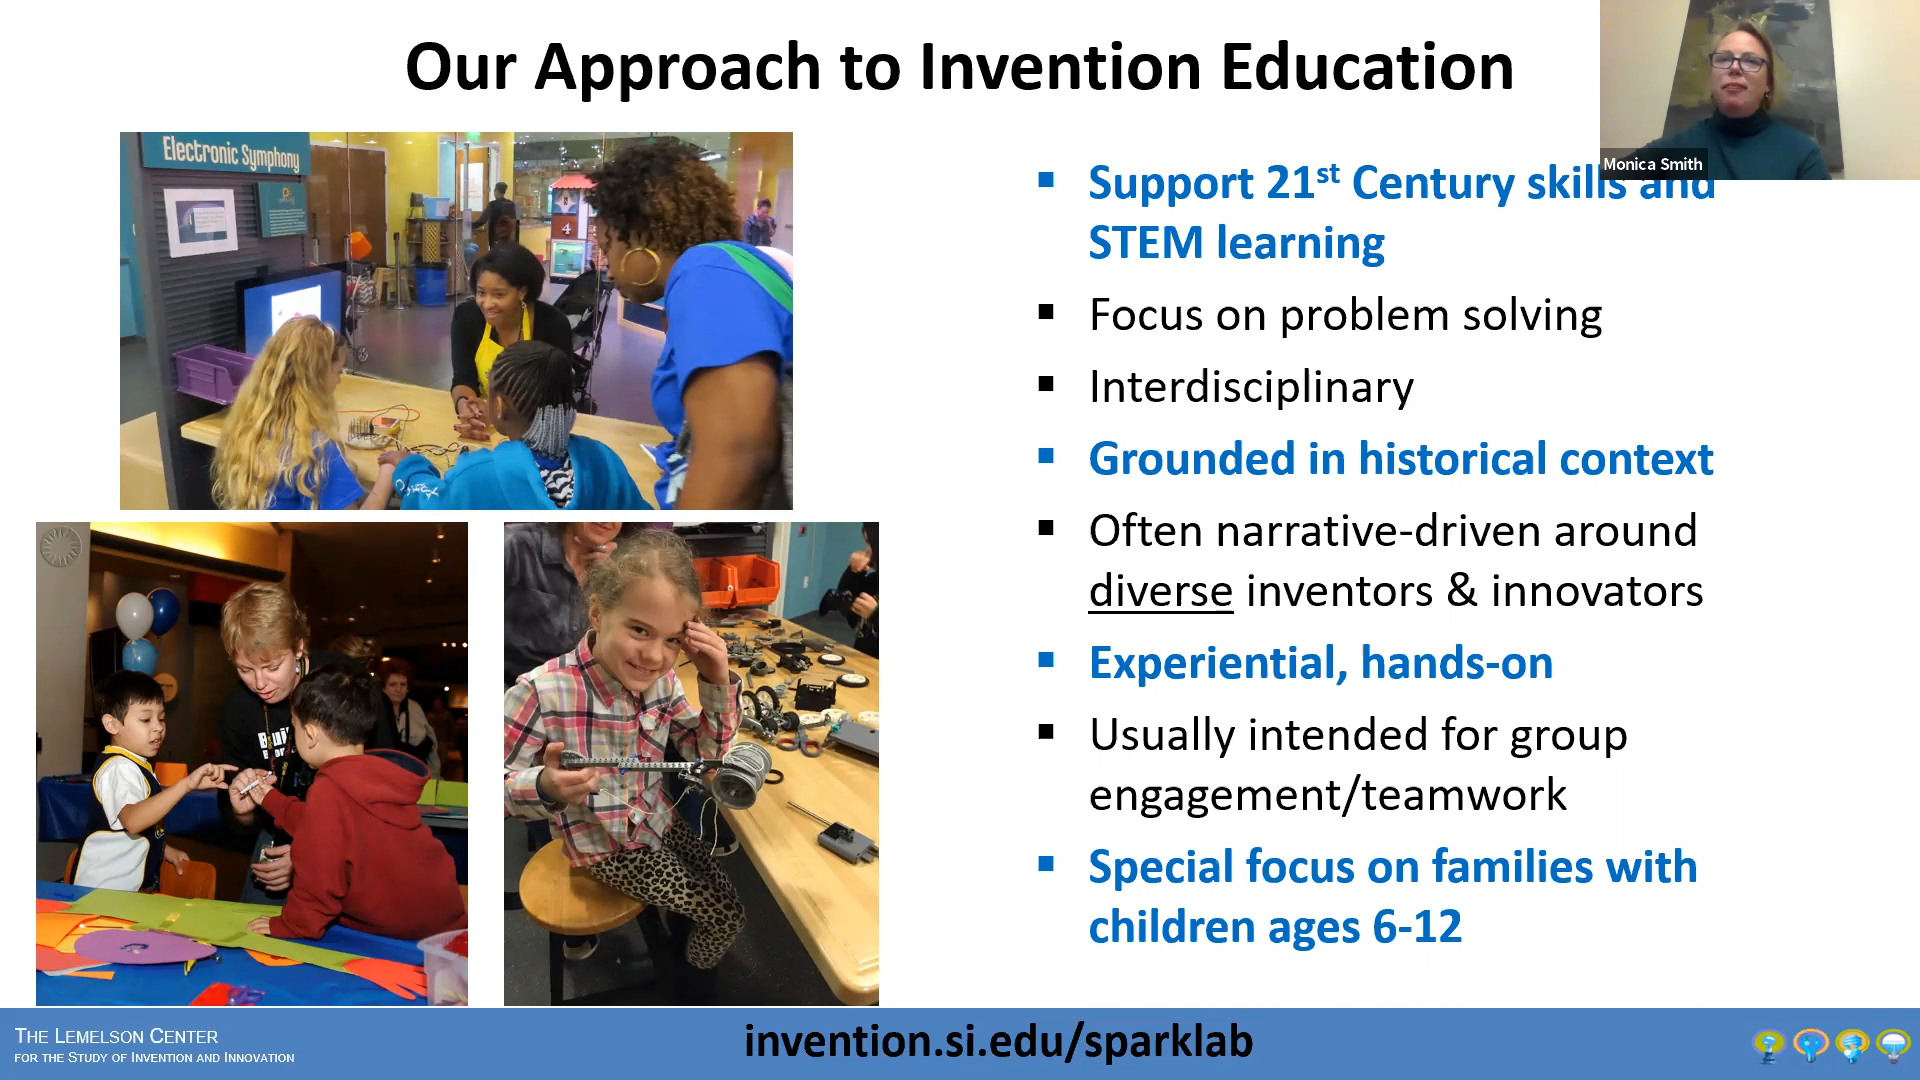 Our Approach to Invention Education
Monica Smith
Electronic Symphony
4
▪ Support 21st Century skills and
STEM learning
▪ Focus on problem solving
▪ Interdisciplinary
▪ Grounded in historical context
▪ Often narrative-driven around
diverse inventors & innovators
▪ Experiential, hands-on
▪ Usually intended for group
engagement/teamwork
▪ Special focus on families with
children ages 6-12
THE LEMELSON CENTER
FOR THE STUDY OF INVENTION AND INNOVATION
invention.si.edu/sparklab